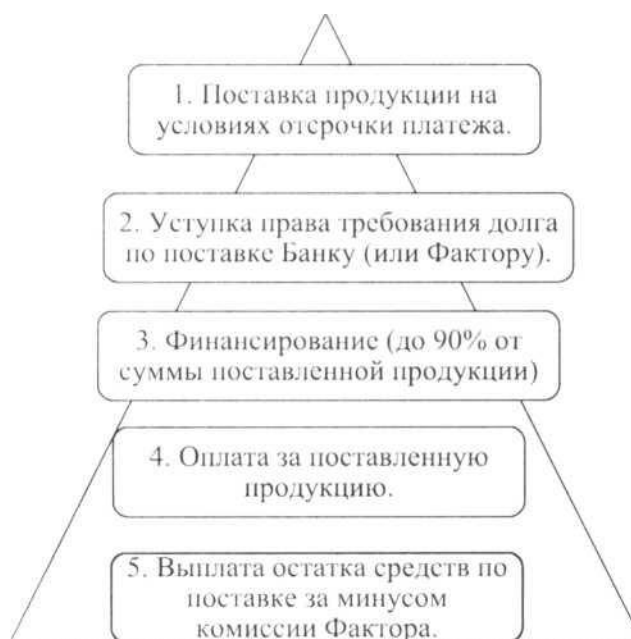 1. Поставка продукции на
условиях отсрочки платежа.
2. Уступка права требования долга
по поставке Банку (или Фактору).
3. Финансирование (до 90% от
суммы поставленной продукции)
4. Оплата за поставленную
продукцию.
5. Выплата остатка средств по
поставке за минусом
комиссии Фактора.